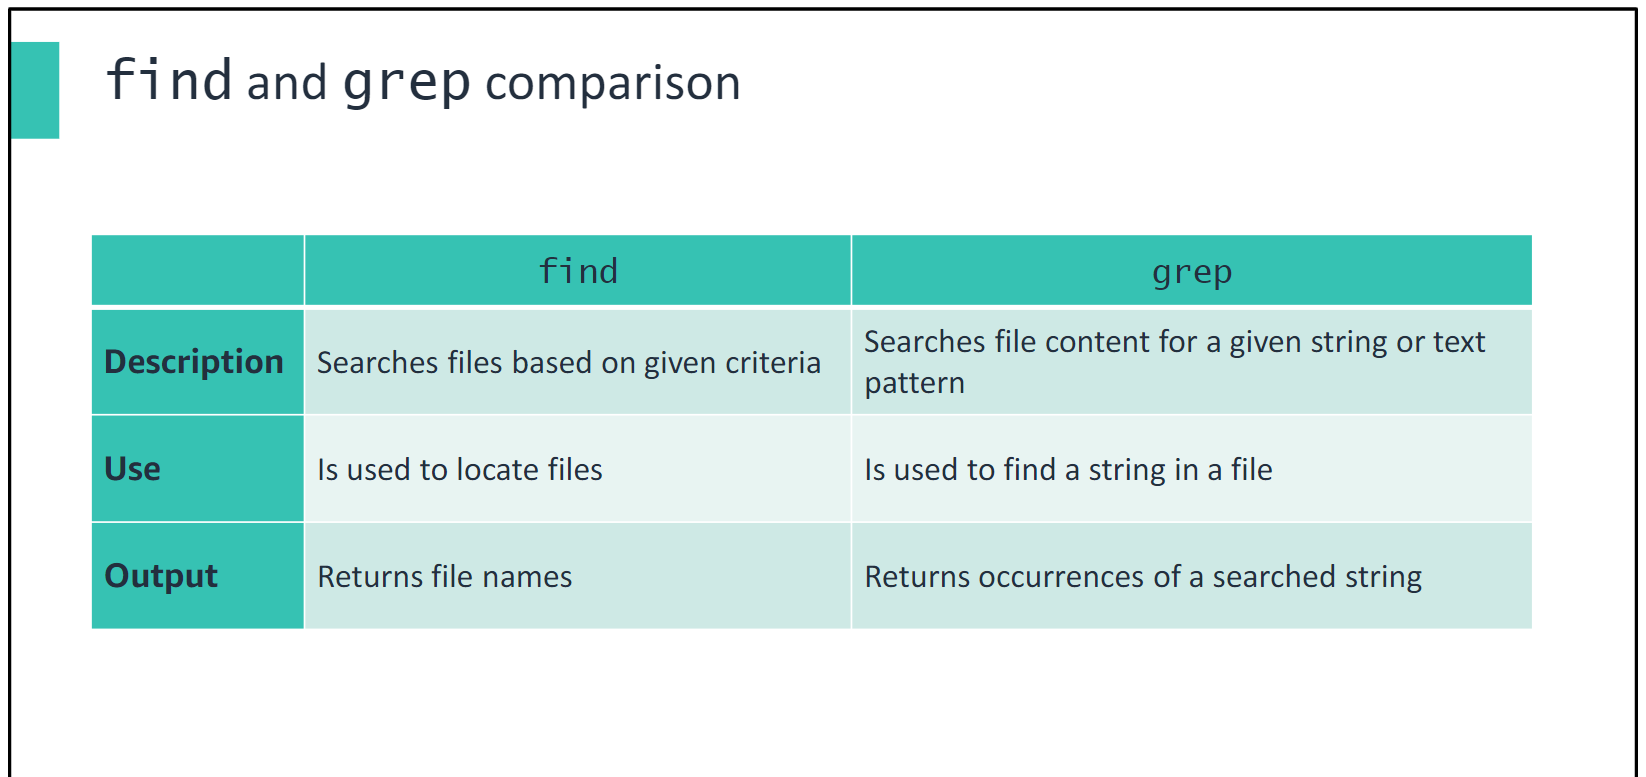 find and grep comparison
find
grep
Description
Searches files based on given criteria
Searches file content for a given string or text
pattern
Use
Is used to locate files
Is used to find a string in a file
Output
Returns file names
Returns occurrences of a searched string